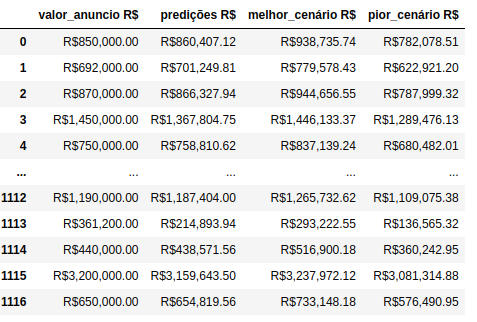 valor_anuncio R$ predições R$ melhor_cenário R$ pior_cenário R$
0 R$850,000.00 R$860,407.12 R$938,735.74 R$782,078.51
1 R$692,000.00 R$701,249.81 R$779,578.43 R$622,921.20
2 R$870,000.00 R$866,327.94 R$944,656.55 R$787,999.32
3 R$1,450,000.00 R$1,367,804.75 R$1,446,133.37 R$1,289,476.13
4 R$750,000.00 R$758,810.62 R$837,139.24 R$680,482.01
... ... ... ... ...
1112 R$1,190,000.00 R$1,187,404.00 R$1,265,732.62 R$1,109,075.38
1113 R$361,200.00 R$214,893.94 R$293,222.55 R$136,565.32
1114 R$440,000.00 R$438,571.56 R$516,900.18 R$360,242.95
1115 R$3,200,000.00 R$3,159,643.50 R$3,237,972.12 R$3,081,314.88
1116 R$650,000.00 R$654,819.56 R$733,148.18 R$576,490.95